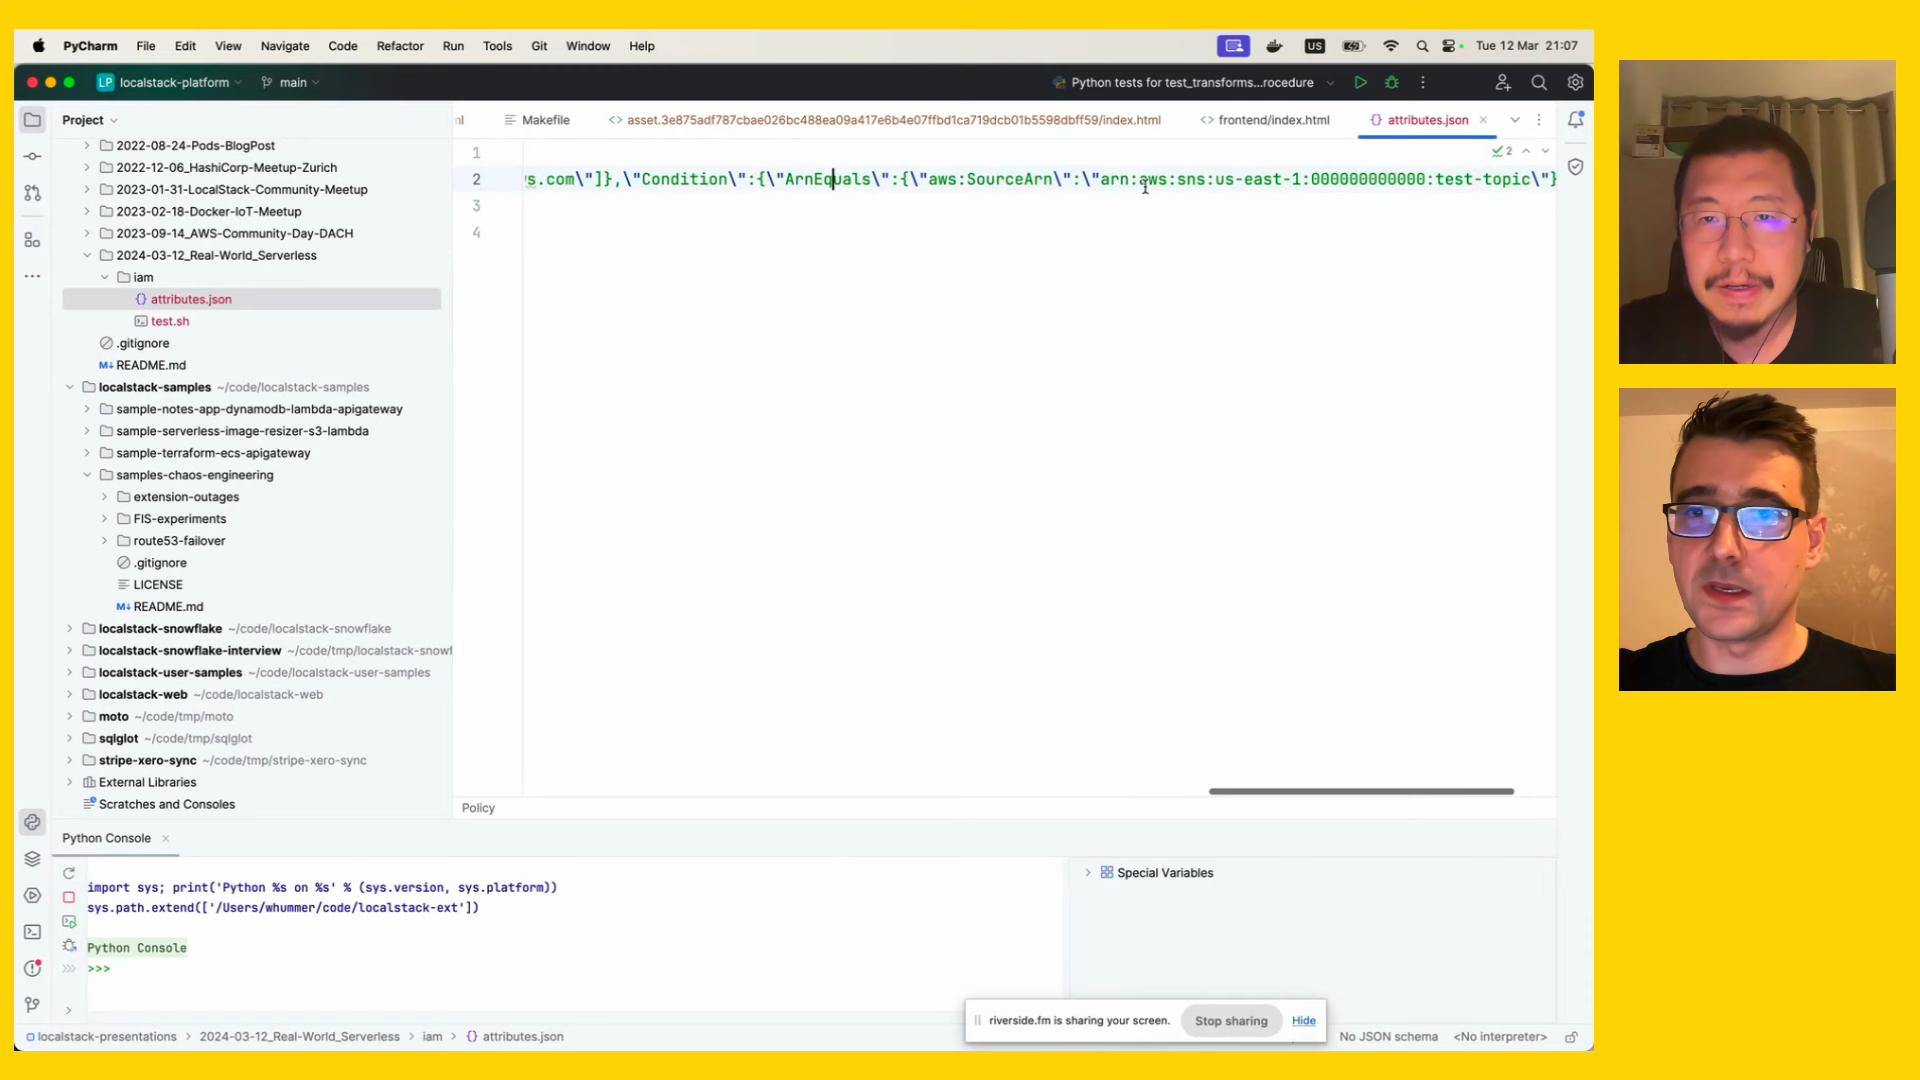 PyCharm File Edit View Navigate Code Refactor Run Tools Git Window Help US Tue 12 Mar 21:07
LP localstack-platform main Python tests for test_transforms...rocedure
Project
ml Makefile <> asset.3e875adf787cbae026bc488ea09a417e6b4e07ffbd1ca719dcb01b5598dbff59/index.html <> frontend/index.html {} attributes.json
2022-08-24-Pods-BlogPost
2022-12-06_HashiCorp-Meetup-Zurich
2023-01-31-LocalStack-Community-Meetup
2023-02-18-Docker-IoT-Meetup
2023-09-14_AWS-Community-Day-DACH
2024-03-12_Real-World_Serverless
iam
{} attributes.json
test.sh
.gitignore
M↓ README.md
localstack-samples ~/code/localstack-samples
sample-notes-app-dynamodb-lambda-apigateway
sample-serverless-image-resizer-s3-lambda
sample-terraform-ecs-apigateway
samples-chaos-engineering
extension-outages
FIS-experiments
route53-failover
.gitignore
LICENSE
M↓ README.md
localstack-snowflake ~/code/localstack-snowflake
localstack-snowflake-interview ~/code/tmp/localstack-snowf
localstack-user-samples ~/code/localstack-user-samples
localstack-web ~/code/localstack-web
moto ~/code/tmp/moto
sqlglot ~/code/tmp/sqlglot
stripe-xero-sync ~/code/tmp/stripe-xero-sync
External Libraries
Scratches and Consoles
1
2 s.com\"]},\"Condition\":{\"ArnEquals\":{\"aws:SourceArn\":\"arn:aws:sns:us-east-1:000000000000:test-topic\"}
3
4
2
Policy
Python Console
import sys; print('Python %s on %s' % (sys.version, sys.platform))
sys.path.extend(['/Users/whummer/code/localstack-ext'])
Python Console
>>>
Special Variables
riverside.fm is sharing your screen. Stop sharing Hide
localstack-presentations > 2024-03-12_Real-World_Serverless > iam > {} attributes.json No JSON schema <No interpreter>